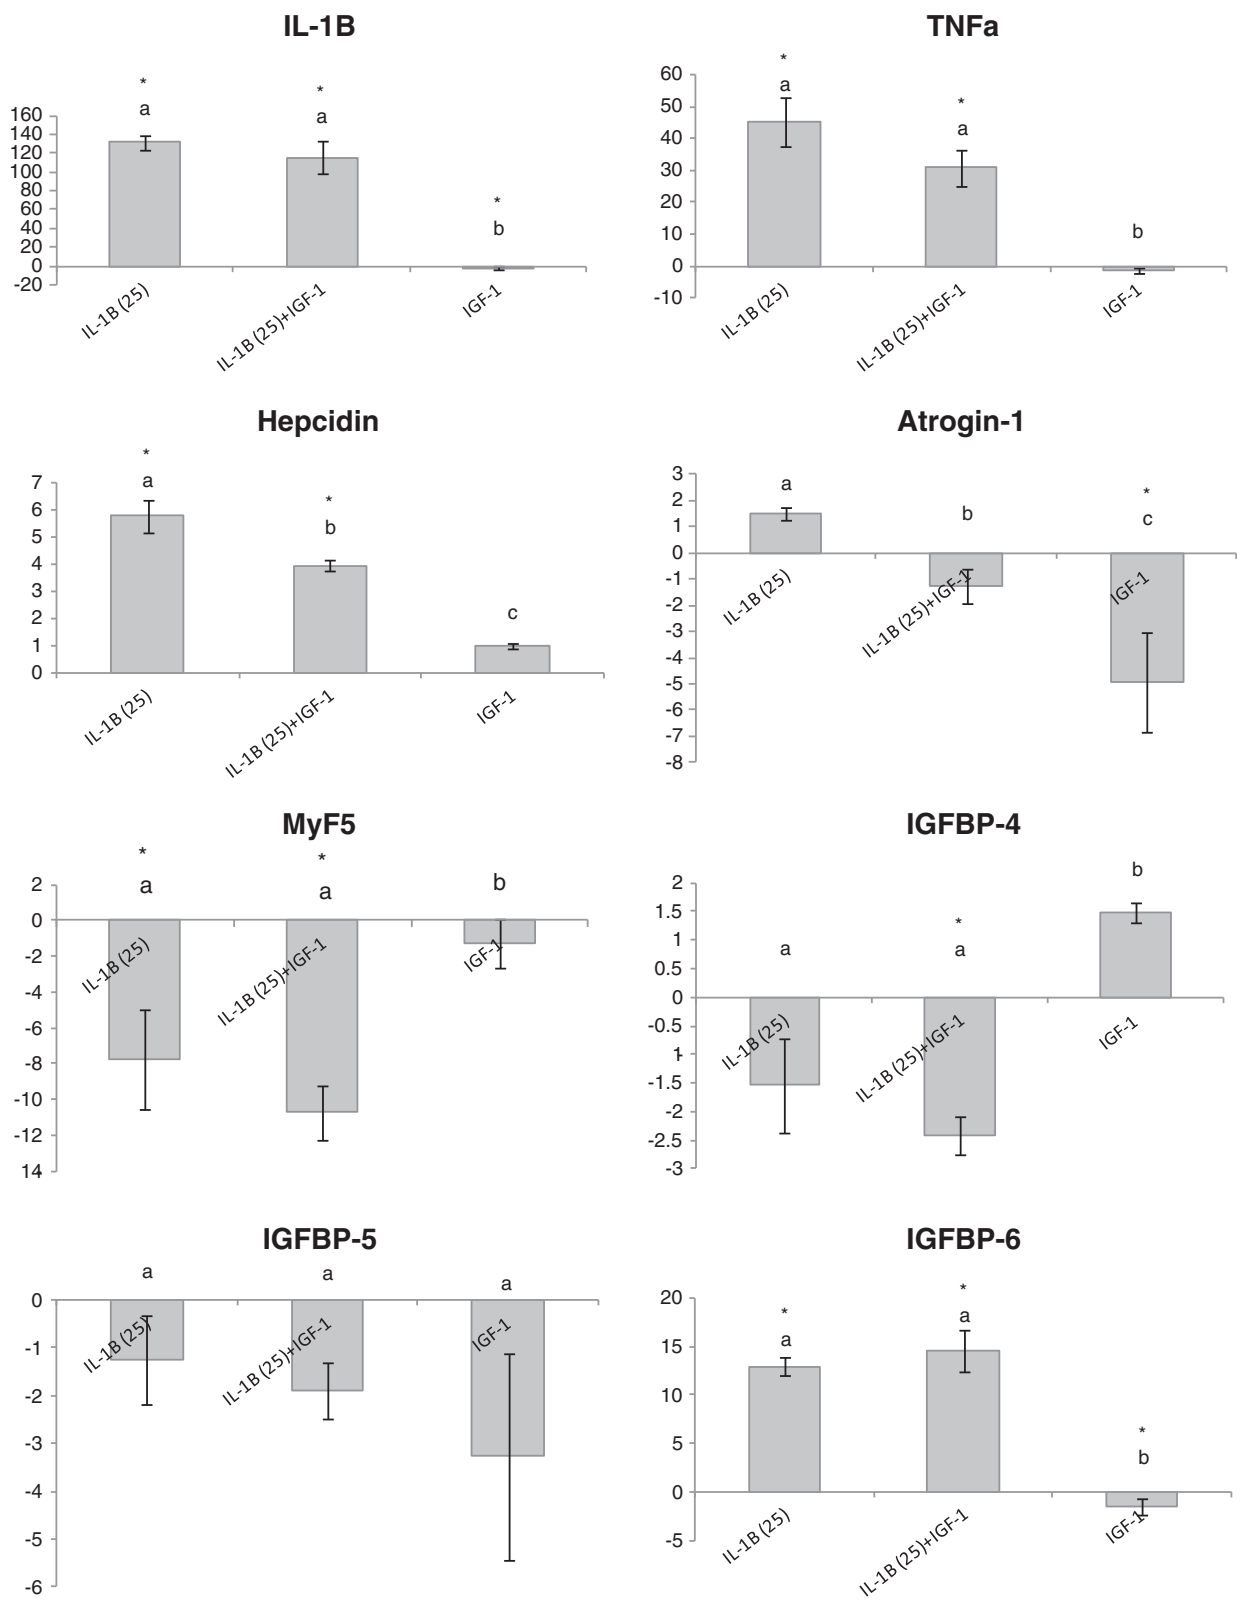 IL-1B
*
a
*
a
*
b
160
140
120
100
80
60
40
20
0
-20
IL-1B (25)
IL-1B (25)+IGF-1
IGF-1
TNFa
*
a
*
a
b
60
50
40
30
20
10
0
-10
IL-1B (25)
IL-1B (25)+IGF-1
IGF-1
Hepcidin
*
a
*
b
c
7
6
5
4
3
2
1
0
IL-1B (25)
IL-1B (25)+IGF-1
IGF-1
Atrogin-1
a
b
*
c
3
2
1
0
-1
-2
-3
-4
-5
-6
-7
-8
IL-1B (25)
IL-1B (25)+IGF-1
IGF-1
MyF5
*
a
*
a
b
2
0
-2
-4
-6
-8
-10
-12
14
IL-1B (25)
IL-1B (25)+IGF-1
IGF-1
IGFBP-4
a
*
a
b
2
1.5
1
0.5
0
-0.5
-1
-1.5
-2
-2.5
-3
IL-1B (25)
IL-1B (25)+IGF-1
IGF-1
IGFBP-5
a
a
a
0
-1
-2
-3
-4
-5
-6
IL-1B (25)
IL-1B (25)+IGF-1
IGF-1
IGFBP-6
*
a
*
a
*
b
20
15
10
5
0
-5
IL-1B (25)
IL-1B (25)+IGF-1
IGF-1